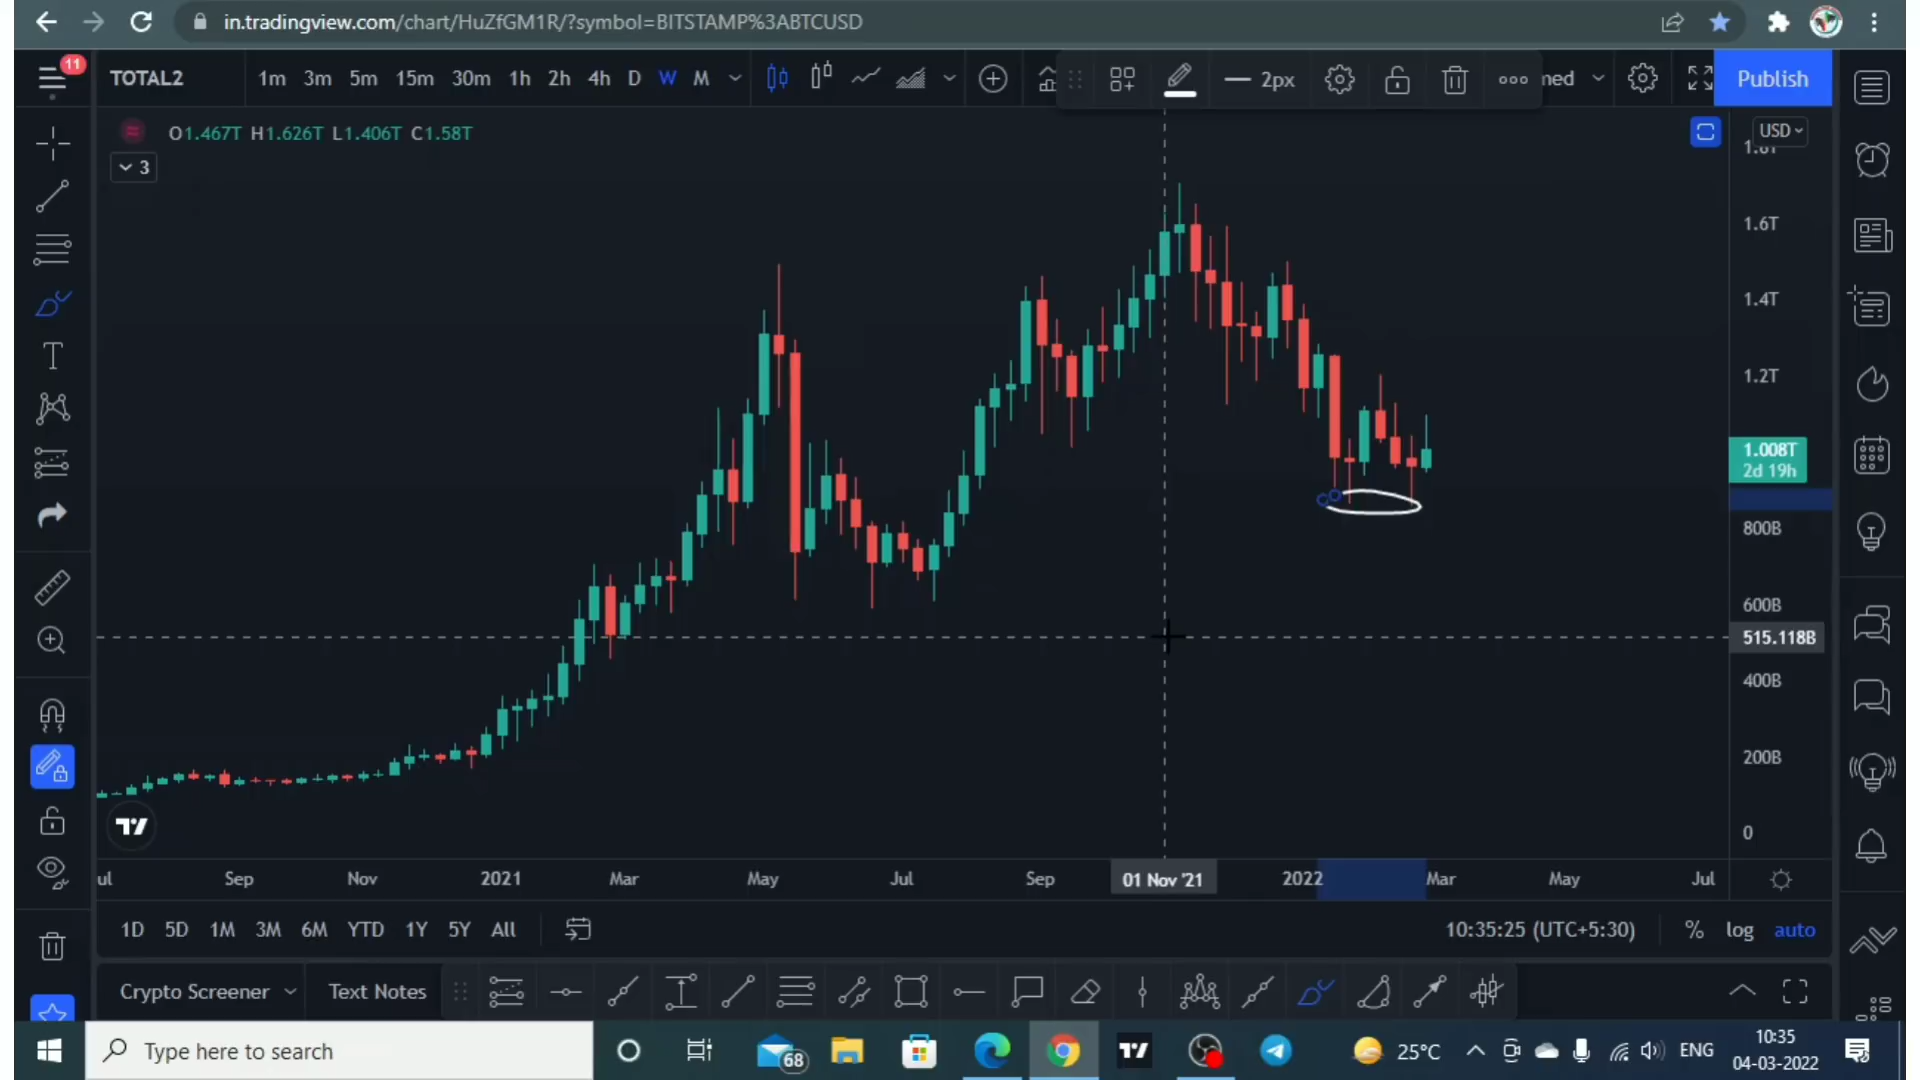 in.tradingview.com/chart/HuZfGM1R/?symbol=BITSTAMP%3ABTCUSD
11
TOTAL2 1m 3m 5m 15m 30m 1h 2h 4h D W M 2px med Publish
O1.467T H1.626T L1.406T C1.58T
USD
3
1.8T
1.6T
1.4T
1.2T
1.008T
2d 19h
800B
600B
515.118B
400B
200B
0
ul Sep Nov 2021 Mar May Jul Sep 01 Nov '21 2022 Mar May Jul
1D 5D 1M 3M 6M YTD 1Y 5Y All 10:35:25 (UTC+5:30) % log auto
Crypto Screener Text Notes
Type here to search 68 25°C ENG 10:35
04-03-2022